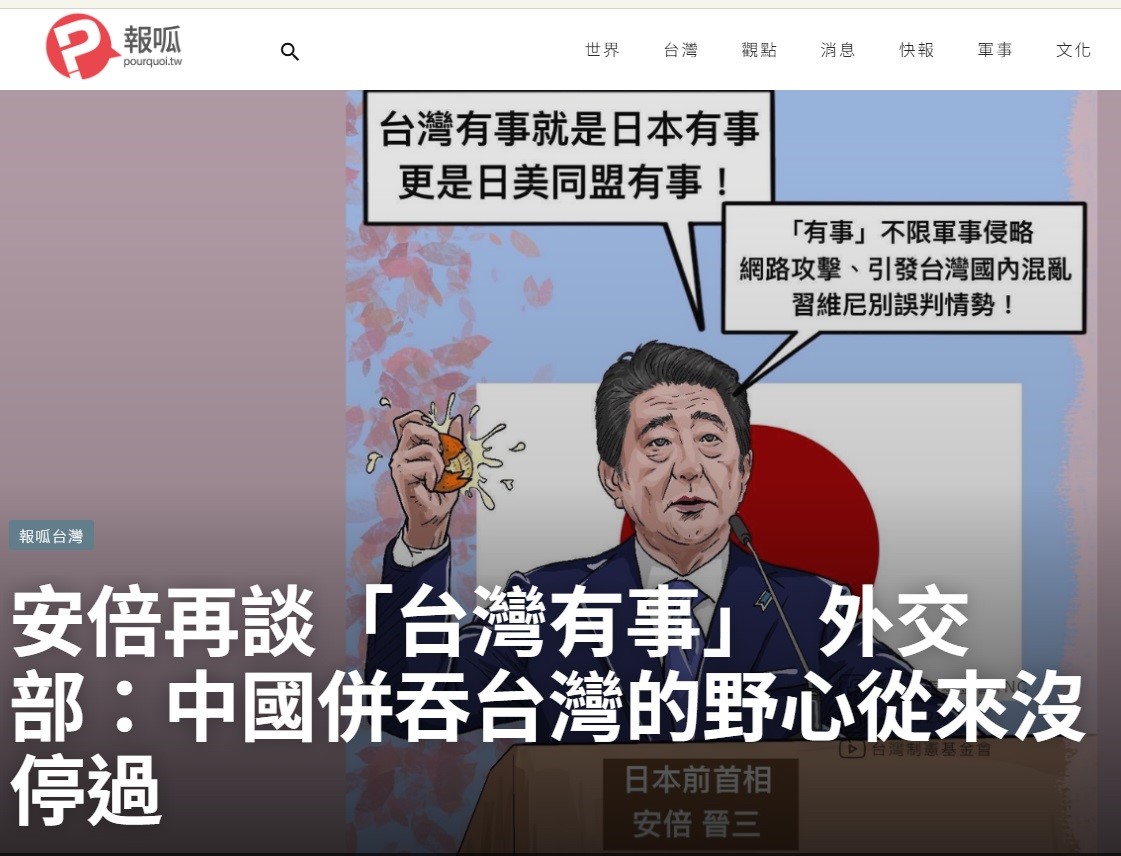 報呱
pourquoi.tw
世界 台灣 觀點 消息 快報 軍事 文化
台灣有事就是日本有事
更是日美同盟有事！
「有事」不限軍事侵略
網路攻擊、引發台灣國內混亂
習維尼別誤判情勢！
報呱台灣
安倍再談「台灣有事」 外交
部：中國併吞台灣的野心從來沒
停過
台灣制憲基金會
日本前首相
安倍 晉三